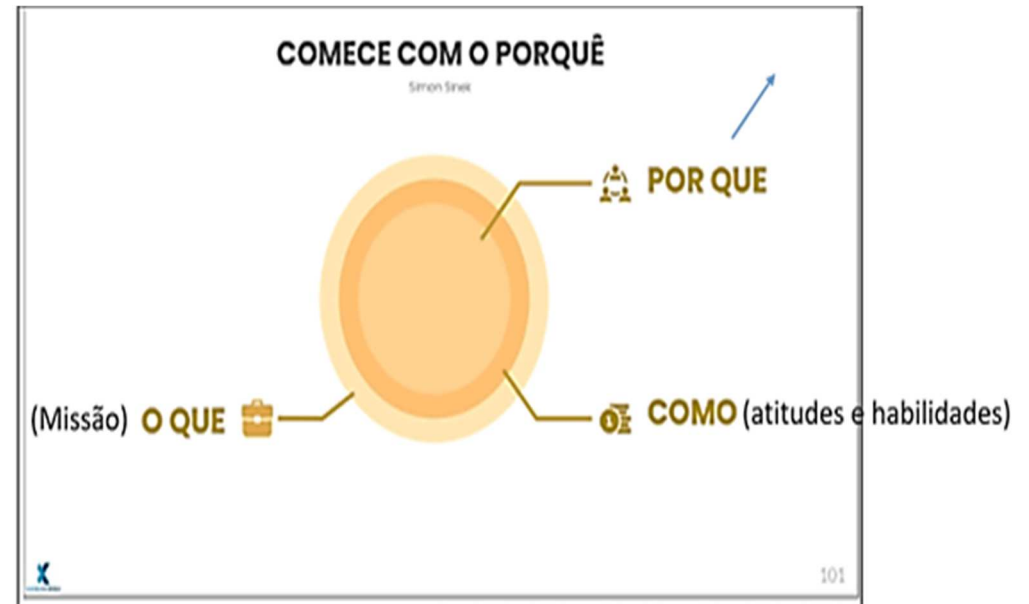 COMECE COM O PORQUÊ
Simon Sinek
POR QUE
(Missão) O QUE
COMO (atitudes e habilidades)
101